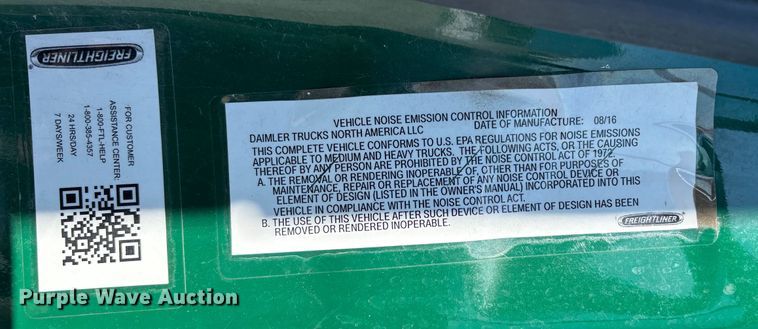 FREIGHTLINER
*FOR CUSTOMER
ASSISTANCE CENTER:
1-800-FTL-HELP
1-800-385-4357
24 HRS/DAY
7 DAYS/WEEK
VEHICLE NOISE EMISSION CONTROL INFORMATION
DAIMLER TRUCKS NORTH AMERICA LLC DATE OF MANUFACTURE: 08/16
THIS COMPLETE VEHICLE CONFORMS TO U.S. EPA REGULATIONS FOR NOISE EMISSIONS
APPLICABLE TO MEDIUM AND HEAVY TRUCKS. THE FOLLOWING ACTS, OR THE CAUSING
THEREOF BY ANY PERSON ARE PROHIBITED BY THE NOISE CONTROL ACT OF 1972.
A. THE REMOVAL OR RENDERING INOPERABLE OF, OTHER THAN FOR PURPOSES OF
MAINTENANCE, REPAIR OR REPLACEMENT OF ANY NOISE CONTROL DEVICE OR
ELEMENT OF DESIGN (LISTED IN THE OWNER'S MANUAL) INCORPORATED INTO THIS
VEHICLE IN COMPLIANCE WITH THE NOISE CONTROL ACT.
B. THE USE OF THIS VEHICLE AFTER SUCH DEVICE OR ELEMENT OF DESIGN HAS BEEN
REMOVED OR RENDERED INOPERABLE.
FREIGHTLINER
Purple Wave Auction